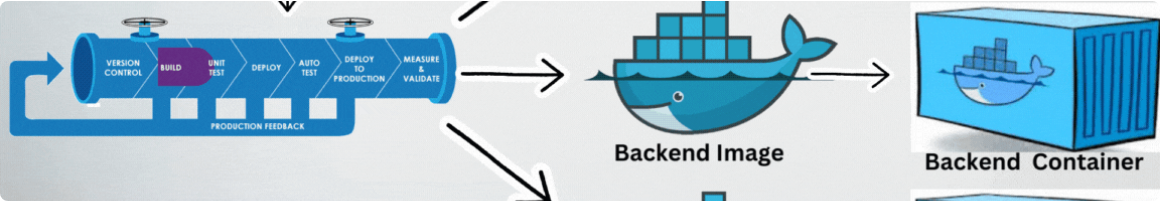 VERSION
CONTROL
BUILD
UNIT
TEST
DEPLOY
AUTO
TEST
DEPLOY
TO
PRODUCTION
MEASURE
&
VALIDATE
PRODUCTION FEEDBACK
Backend Image
Backend Container